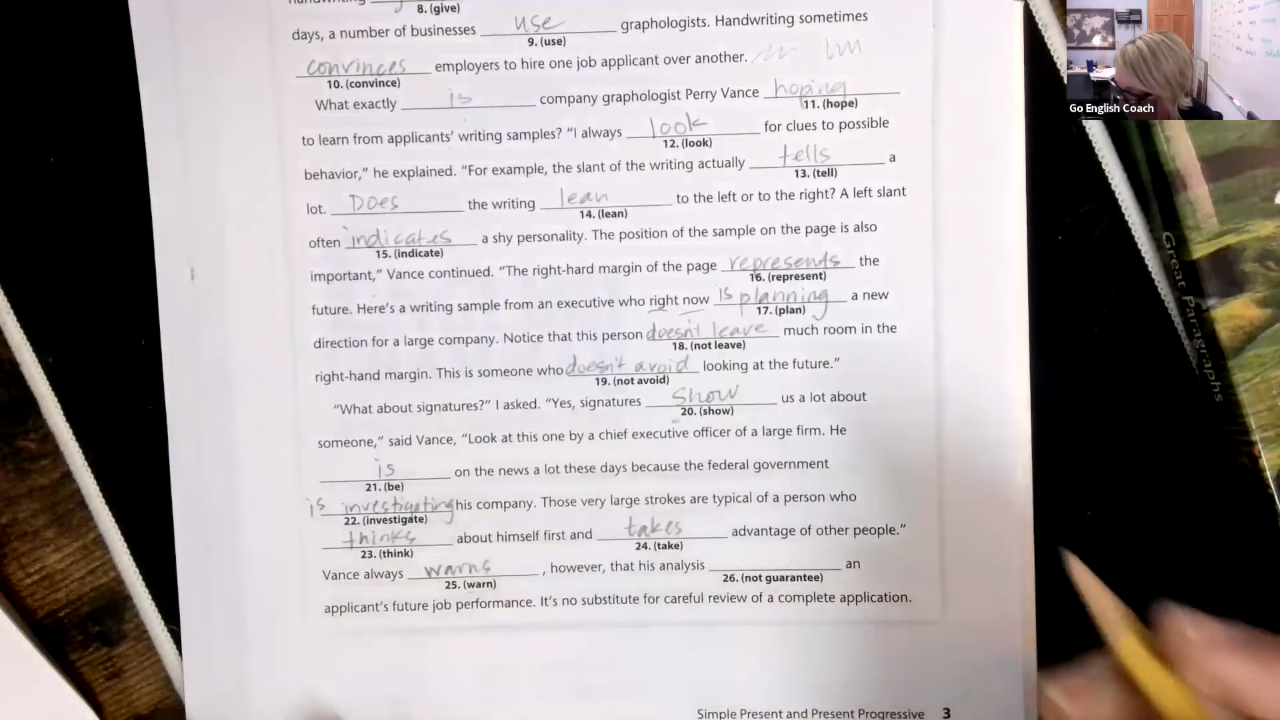 8. (give)
days, a number of businesses use graphologists. Handwriting sometimes
9. (use)
convinces employers to hire one job applicant over another.
10. (convince)
What exactly is company graphologist Perry Vance hoping
11. (hope)
to learn from applicants' writing samples? "I always look for clues to possible
12. (look)
behavior," he explained. "For example, the slant of the writing actually tells a
13. (tell)
lot. Does the writing lean to the left or to the right? A left slant
14. (lean)
often indicates a shy personality. The position of the sample on the page is also
15. (indicate)
important," Vance continued. "The right-hard margin of the page represents the
16. (represent)
future. Here's a writing sample from an executive who right now is planning a new
17. (plan)
direction for a large company. Notice that this person doesn't leave much room in the
18. (not leave)
right-hand margin. This is someone who doesn't avoid looking at the future."
19. (not avoid)
"What about signatures?" I asked. "Yes, signatures show us a lot about
20. (show)
someone," said Vance, "Look at this one by a chief executive officer of a large firm. He
is on the news a lot these days because the federal government
21. (be)
is investigating his company. Those very large strokes are typical of a person who
22. (investigate)
thinks about himself first and takes advantage of other people."
23. (think) 24. (take)
Vance always warns, however, that his analysis an
25. (warn) 26. (not guarantee)
applicant's future job performance. It's no substitute for careful review of a complete application.
Simple Present and Present Progressive 3
Go English Coach
Great Paragraphs